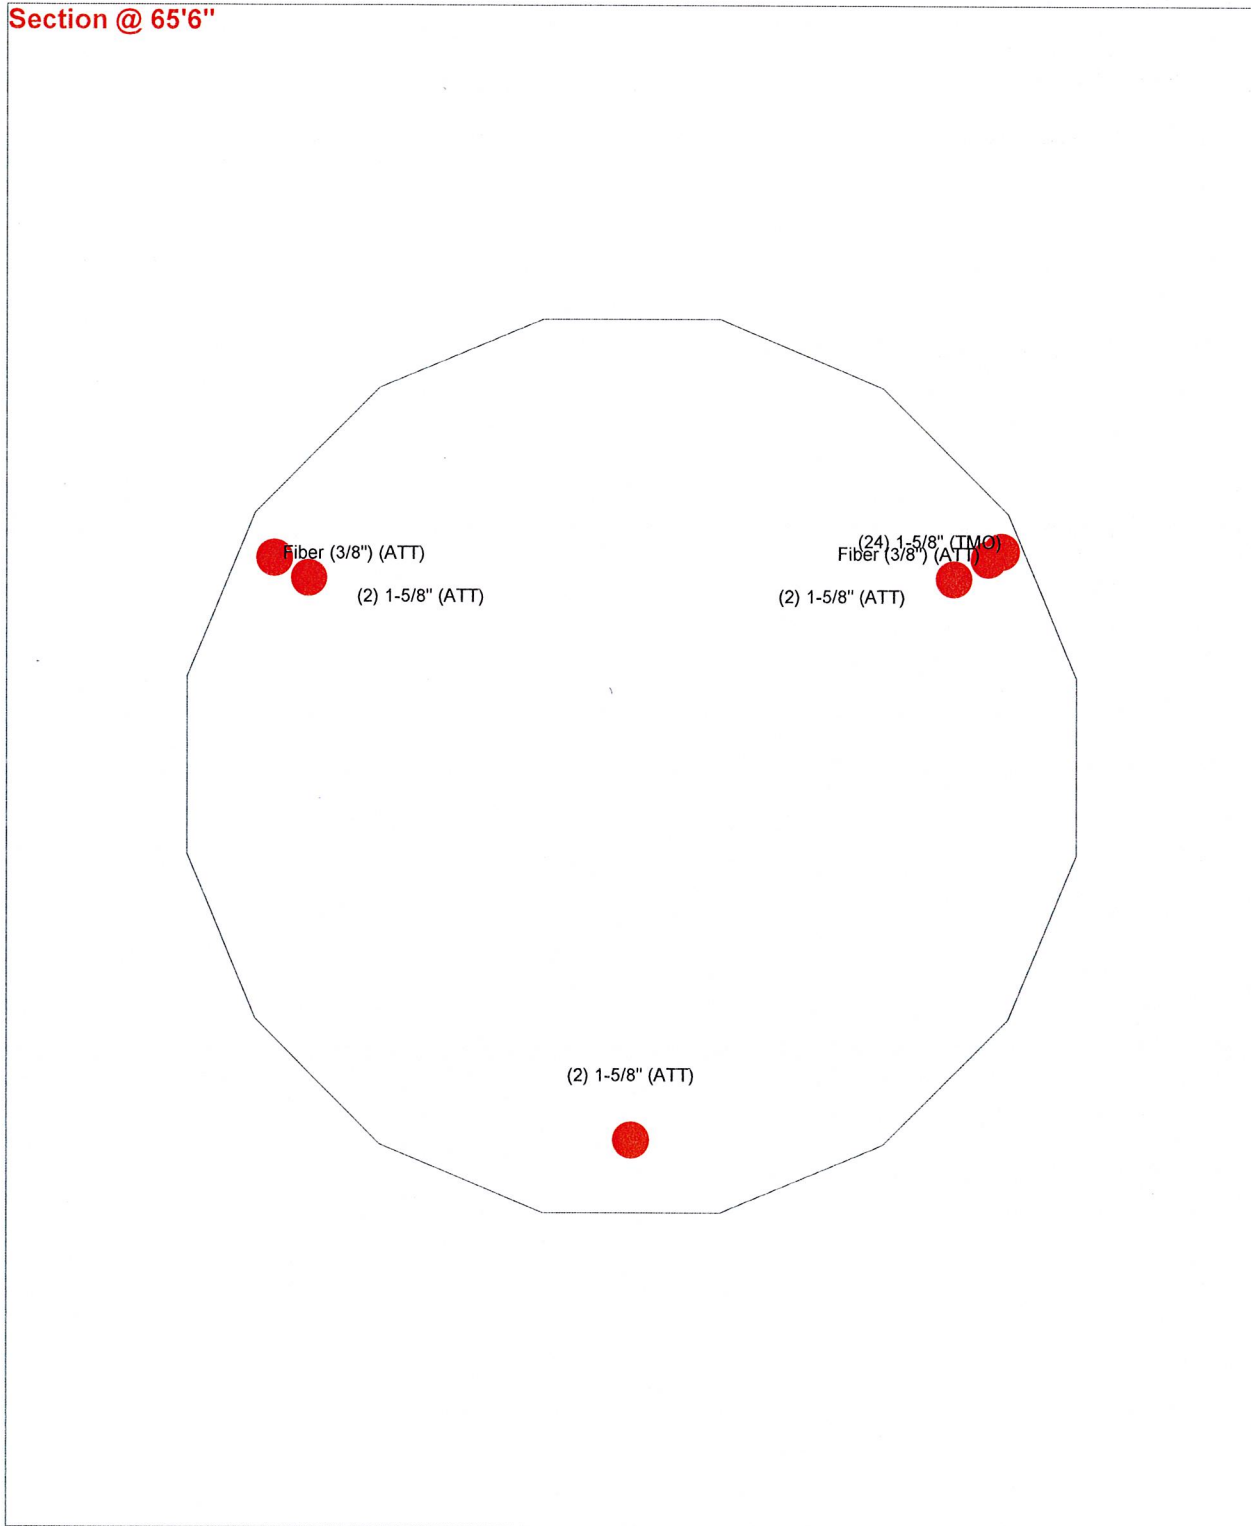 Section @ 65'6"
(24) 1-5/8" (TMO)
Fiber (3/8") (ATT)
Fiber (3/8") (ATT)
(2) 1-5/8" (ATT)
(2) 1-5/8" (ATT)
(2) 1-5/8" (ATT)